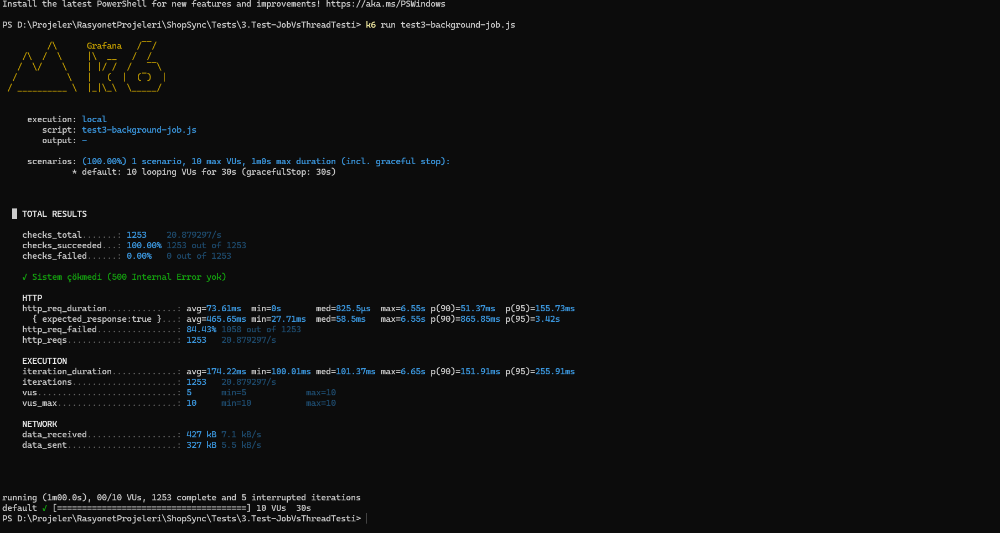 Install the latest PowerShell for new features and improvements! https://aka.ms/PSWindows
PS D:\Projeler\RasyonetProjeleri\ShopSync\Tests\3.Test-JobVsThreadTesti> k6 run test3-background-job.js
Grafana
execution: local
script: test3-background-job.js
output: -
scenarios: (100.00%) 1 scenario, 10 max VUs, 1m0s max duration (incl. graceful stop):
* default: 10 looping VUs for 30s (gracefulStop: 30s)
█ TOTAL RESULTS
checks_total.......: 1253 20.879297/s
checks_succeeded...: 100.00% 1253 out of 1253
checks_failed......: 0.00% 0 out of 1253
✓ Sistem çökmedi (500 Internal Error yok)
HTTP
http_req_duration..............: avg=73.61ms min=0s med=825.5µs max=6.55s p(90)=51.37ms p(95)=155.73ms
{ expected_response:true }...: avg=465.65ms min=27.71ms med=58.5ms max=6.55s p(90)=865.85ms p(95)=3.42s
http_req_failed................: 84.43% 1058 out of 1253
http_reqs......................: 1253 20.879297/s
EXECUTION
iteration_duration.............: avg=174.22ms min=100.01ms med=101.37ms max=6.65s p(90)=151.91ms p(95)=255.91ms
iterations.....................: 1253 20.879297/s
vus............................: 5 min=5 max=10
vus_max........................: 10 min=10 max=10
NETWORK
data_received..................: 427 kB 7.1 kB/s
data_sent......................: 327 kB 5.5 kB/s
running (1m00.0s), 00/10 VUs, 1253 complete and 5 interrupted iterations
default ✓ [======================================] 10 VUs 30s
PS D:\Projeler\RasyonetProjeleri\ShopSync\Tests\3.Test-JobVsThreadTesti>